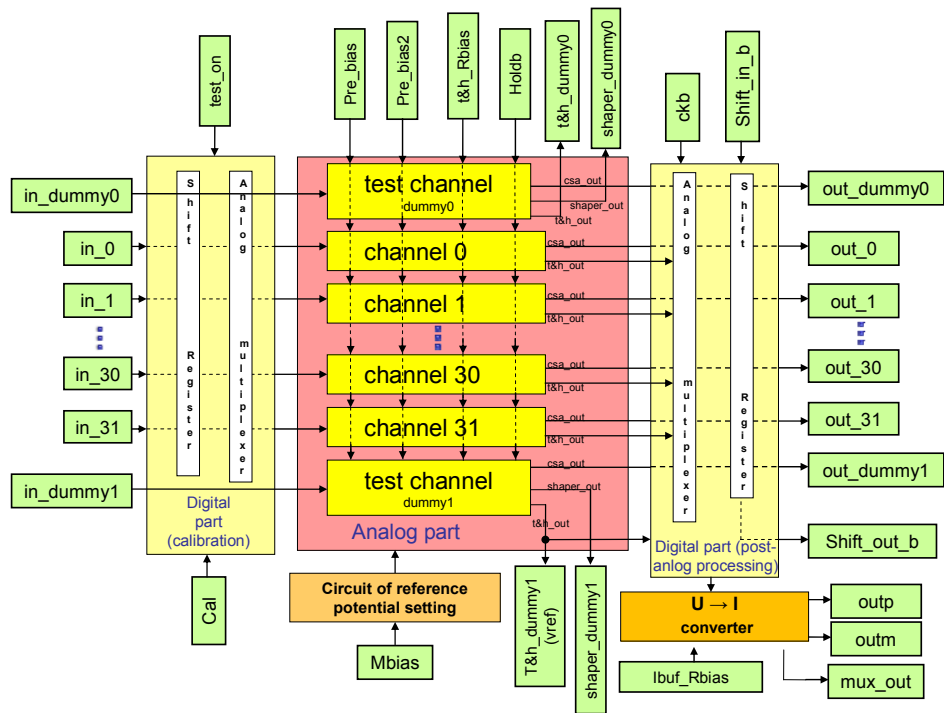 test_on
Pre_bias
Pre_bias2
t&h_Rbias
Holdb
t&h_dummy0
shaper_dummy0
ckb
Shift_in_b
in_dummy0
in_0
in_1
in_30
in_31
in_dummy1
Shift Register
Analog multiplexer
Digital
part
(calibration)
Cal
test channel
dummy0
csa_out
shaper_out
t&h_out
channel 0
csa_out
t&h_out
channel 1
csa_out
t&h_out
channel 30
csa_out
t&h_out
channel 31
csa_out
t&h_out
test channel
dummy1
csa_out
shaper_out
t&h_out
Analog part
Circuit of reference
potential setting
Mbias
T&h_dummy1
(vref)
shaper_dummy1
Analog multiplexer
Shift Register
Digital part (post-
anlog processing)
out_dummy0
out_0
out_1
out_30
out_31
out_dummy1
Shift_out_b
U → I
converter
Ibuf_Rbias
outp
outm
mux_out